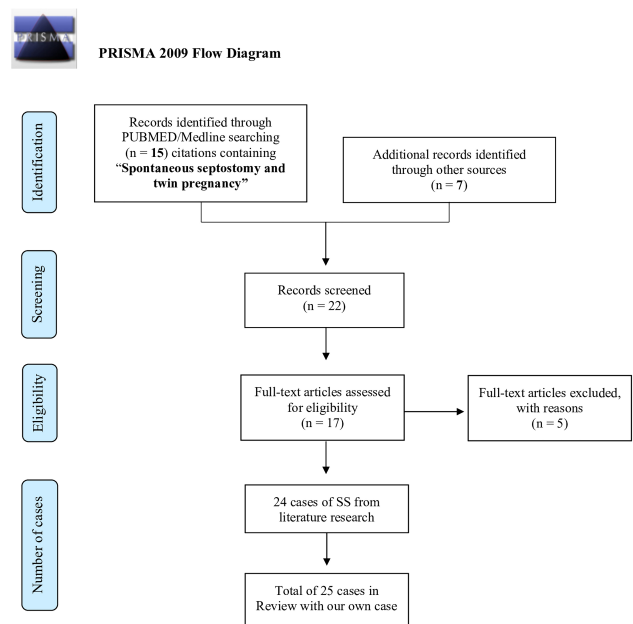 PRISMA
PRISMA 2009 Flow Diagram
Identification
Records identified through
PUBMED/Medline searching
(n = 15) citations containing
“Spontaneous septostomy and
twin pregnancy”
Additional records identified
through other sources
(n = 7)
Screening
Records screened
(n = 22)
Eligibility
Full-text articles assessed
for eligibility
(n = 17)
Full-text articles excluded,
with reasons
(n = 5)
Number of cases
24 cases of SS from
literature research
Total of 25 cases in
Review with our own case